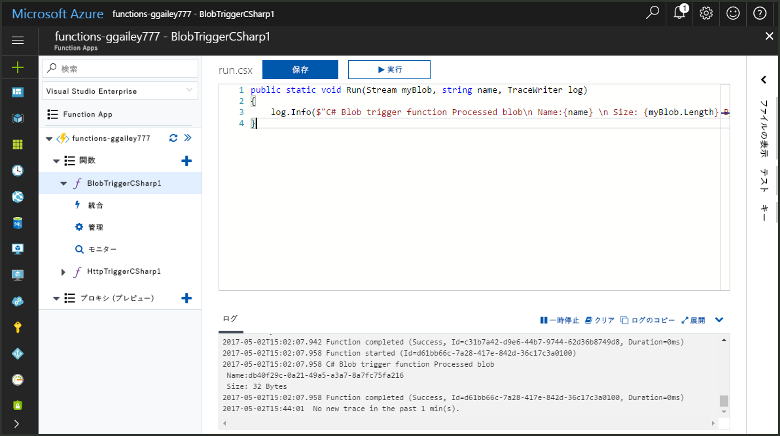 Microsoft Azure functions-ggailey777 - BlobTriggerCSharp1
1
functions-ggailey777 - BlobTriggerCSharp1
Function Apps
検索
Visual Studio Enterprise
Function App
functions-ggailey777
関数
BlobTriggerCSharp1
統合
管理
モニター
HttpTriggerCSharp1
プロキシ (プレビュー)
run.csx 保存 実行
1 public static void Run(Stream myBlob, string name, TraceWriter log)
2 {
3 log.Info($"C# Blob trigger function Processed blob\n Name:{name} \n Size: {myBlob.Length} B
4 }
ログ 一時停止 クリア ログのコピー 展開
2017-05-02T15:02:07.942 Function completed (Success, Id=c31b7a42-d9e6-44b7-9744-62d36b8749d8, Duration=0ms)
2017-05-02T15:02:07.958 Function started (Id=d61bb66c-7a28-417e-842d-36c17c3a0100)
2017-05-02T15:02:07.958 C# Blob trigger function Processed blob
Name:db40f29c-0a21-49a5-a3a7-8a7fc75fa216
Size: 32 Bytes
2017-05-02T15:02:07.958 Function completed (Success, Id=d61bb66c-7a28-417e-842d-36c17c3a0100, Duration=0ms)
2017-05-02T15:44:01 No new trace in the past 1 min(s).
ファイルの表示
テスト
キー